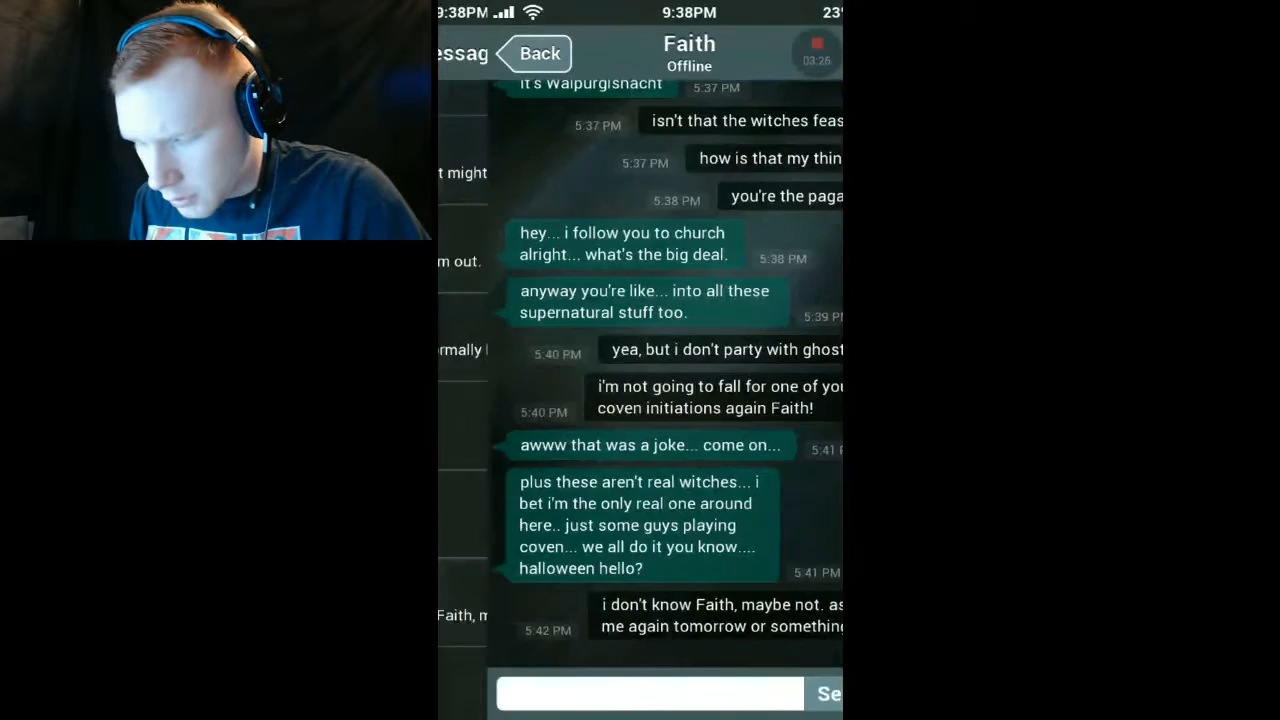 9:38PM
9:38PM
23
essag
Back
Faith
Offline
03:26
it's Walpurgisnacht
5:37 PM
5:37 PM
isn't that the witches feas
t might
5:37 PM
how is that my thin
5:38 PM
you're the paga
hey... i follow you to church
alright... what's the big deal.
5:38 PM
m out.
anyway you're like... into all these
supernatural stuff too.
5:39 PM
rmally
5:40 PM
yea, but i don't party with ghost
i'm not going to fall for one of you
coven initiations again Faith!
5:40 PM
awww that was a joke... come on...
5:41
plus these aren't real witches... i
bet i'm the only real one around
here.. just some guys playing
coven... we all do it you know....
halloween hello?
5:41 PM
Faith, m
i don't know Faith, maybe not. as
me again tomorrow or something
5:42 PM
Se